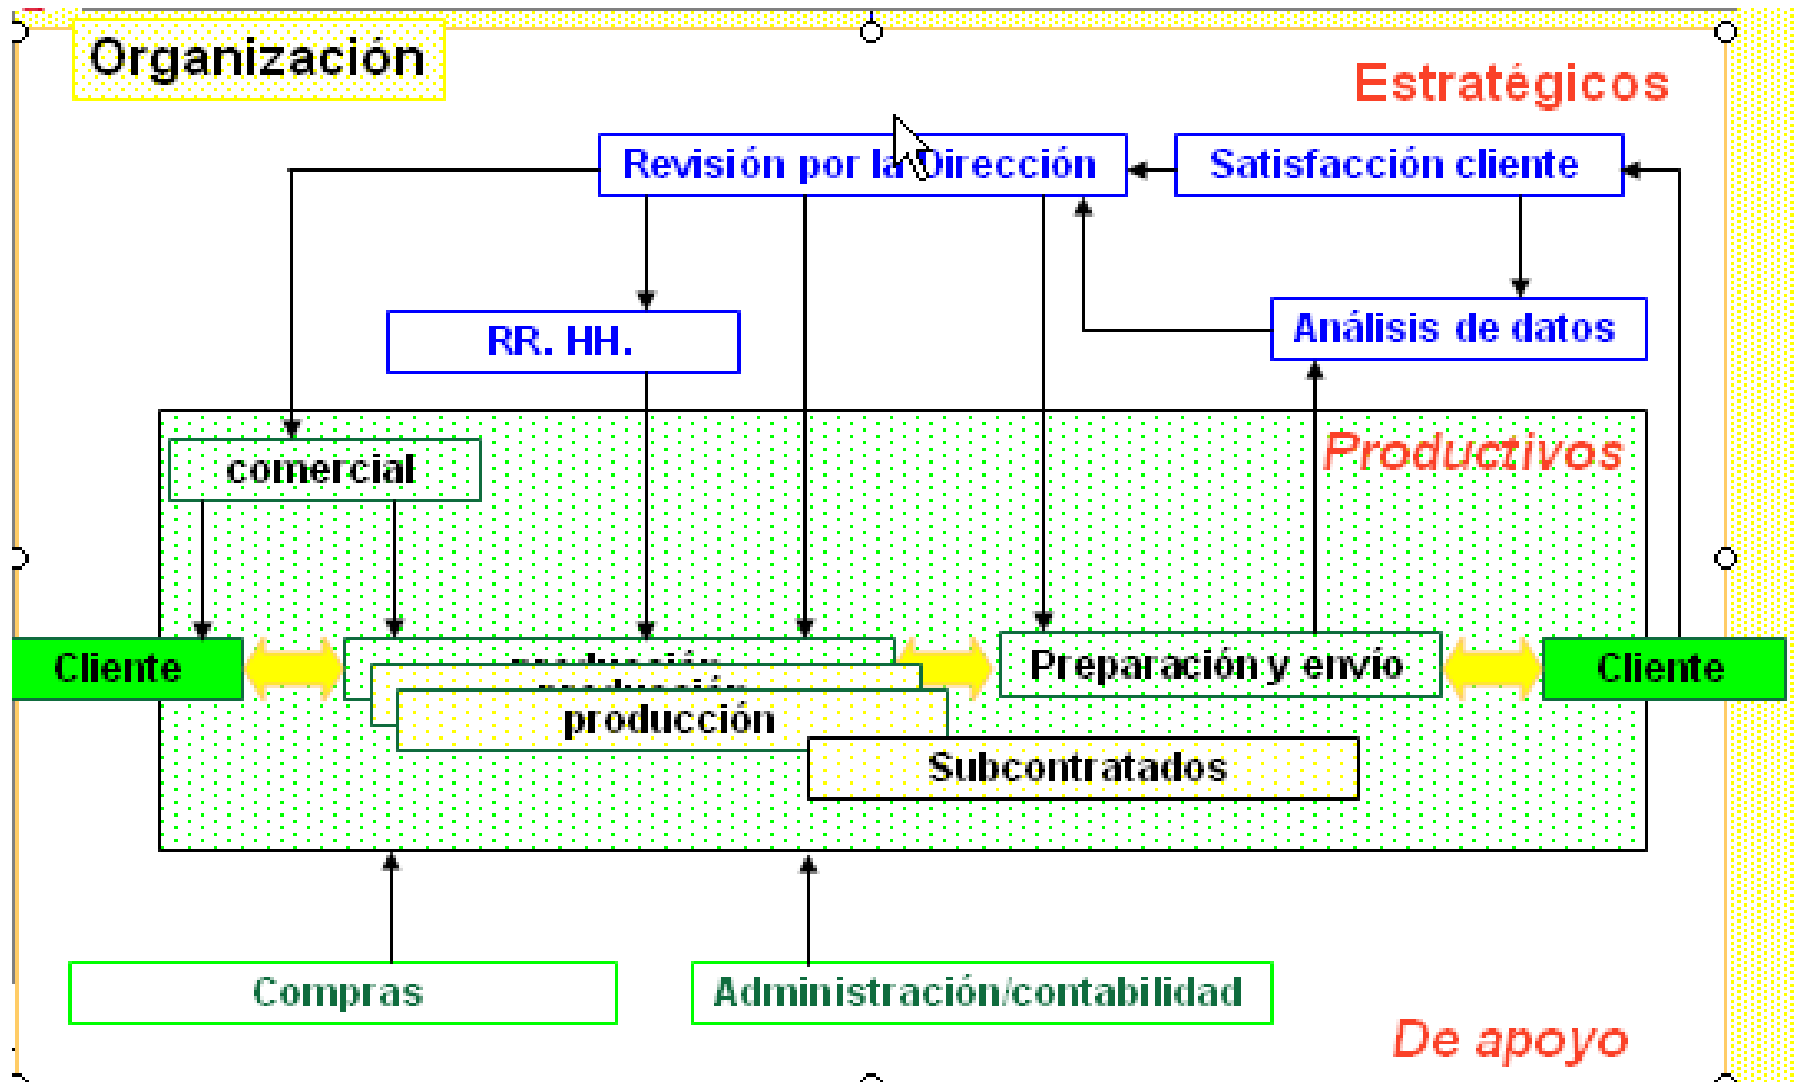 Organización
Estratégicos
Revisión por la Dirección
Satisfacción cliente
RR. HH.
Análisis de datos
Productivos
comercial
Cliente
producción
Preparación y envío
Cliente
Subcontratados
Compras
Administración/contabilidad
De apoyo